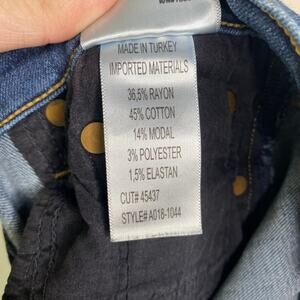 MADE IN TURKEY
IMPORTED MATERIALS
36,5% RAYON
45% COTTON
14% MODAL
3% POLYESTER
1,5% ELASTAN
CUT# 45437
STYLE# A018-1044